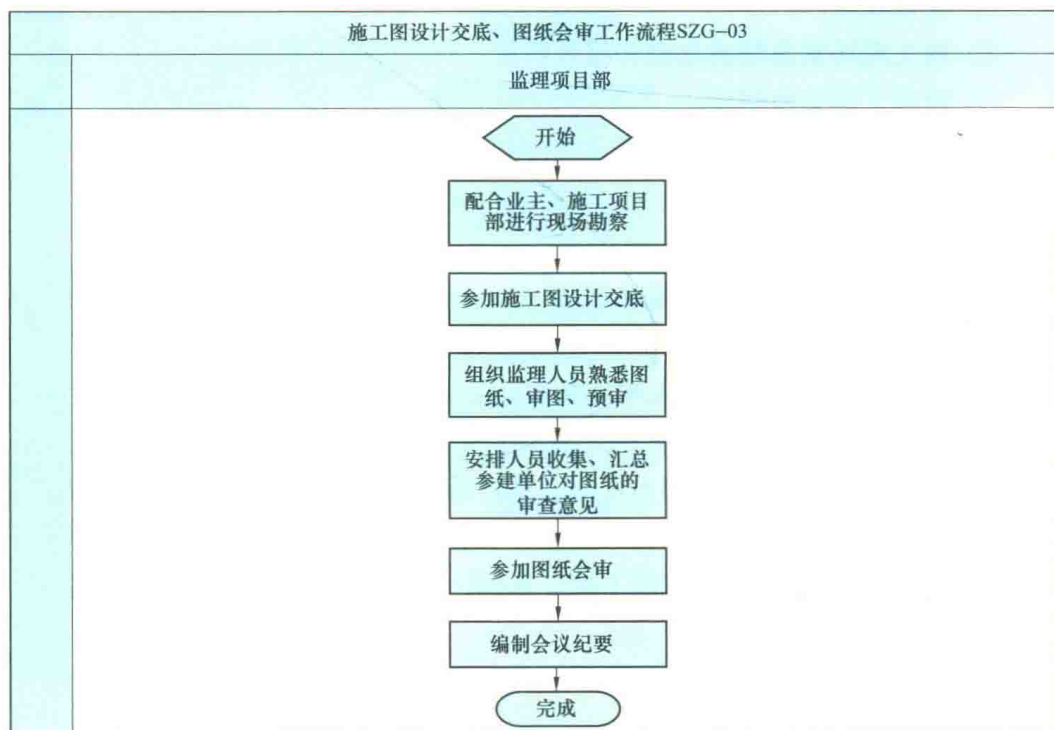 施工图设计交底、图纸会审工作流程SZG-03
监理项目部
开始
配合业主、施工项目
部进行现场勘察
参加施工图设计交底
组织监理人员熟悉图
纸、审图、预审
安排人员收集、汇总
参建单位对图纸的
审查意见
参加图纸会审
编制会议纪要
完成